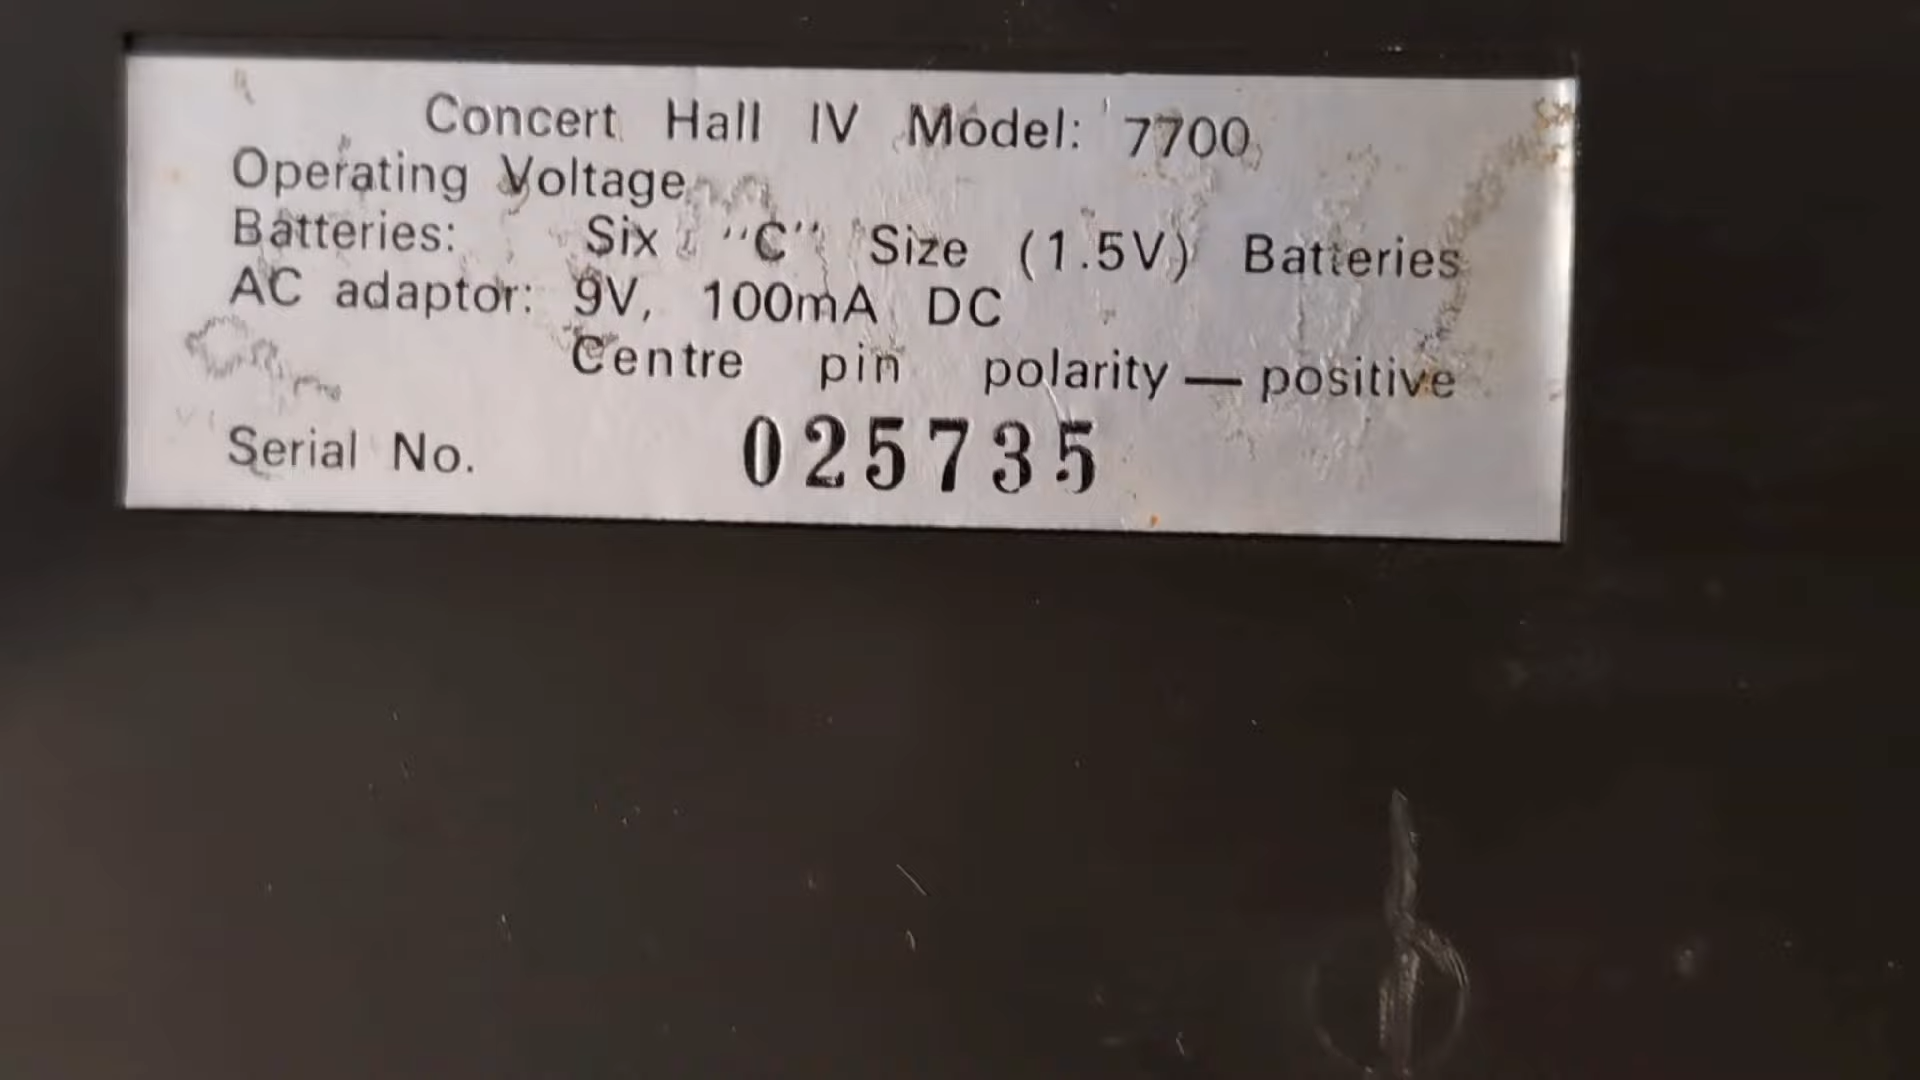 Concert Hall IV Model: 7700
Operating Voltage
Batteries: Six "C" Size (1.5V) Batteries
AC adaptor: 9V, 100mA DC
Centre pin polarity — positive
Serial No. 025735